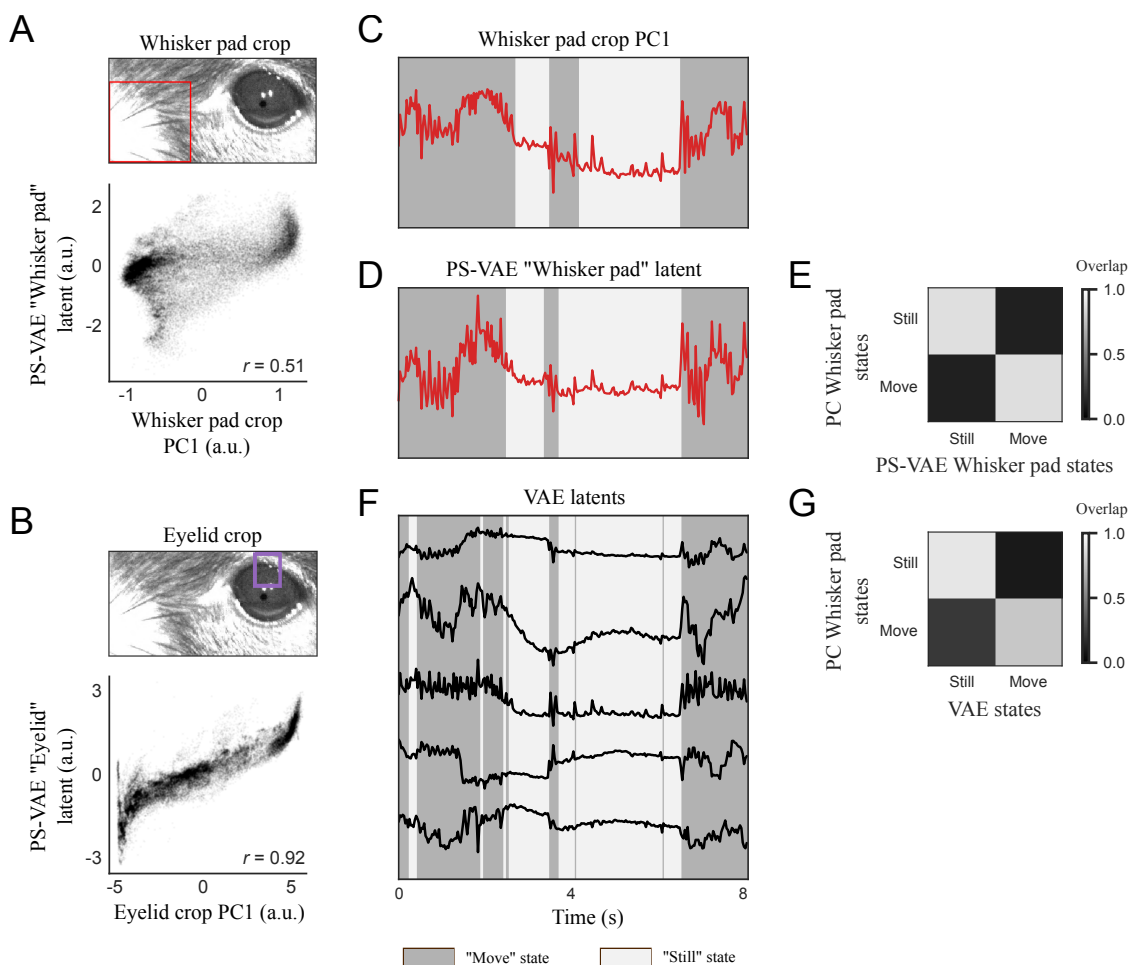 A
Whisker pad crop
PS-VAE "Whisker pad"
latent (a.u.)
2
0
-2
r = 0.51
-1
0
1
Whisker pad crop
PC1 (a.u.)
B
Eyelid crop
PS-VAE "Eyelid"
latent (a.u.)
3
0
-3
r = 0.92
-5
0
5
Eyelid crop PC1 (a.u.)
C
Whisker pad crop PC1
D
PS-VAE "Whisker pad" latent
F
VAE latents
0
4
8
Time (s)
"Move" state
"Still" state
E
Overlap
1.0
0.5
0.0
PC Whisker pad
states
Still
Move
Still
Move
PS-VAE Whisker pad states
G
Overlap
1.0
0.5
0.0
PC Whisker pad
states
Still
Move
Still
Move
VAE states